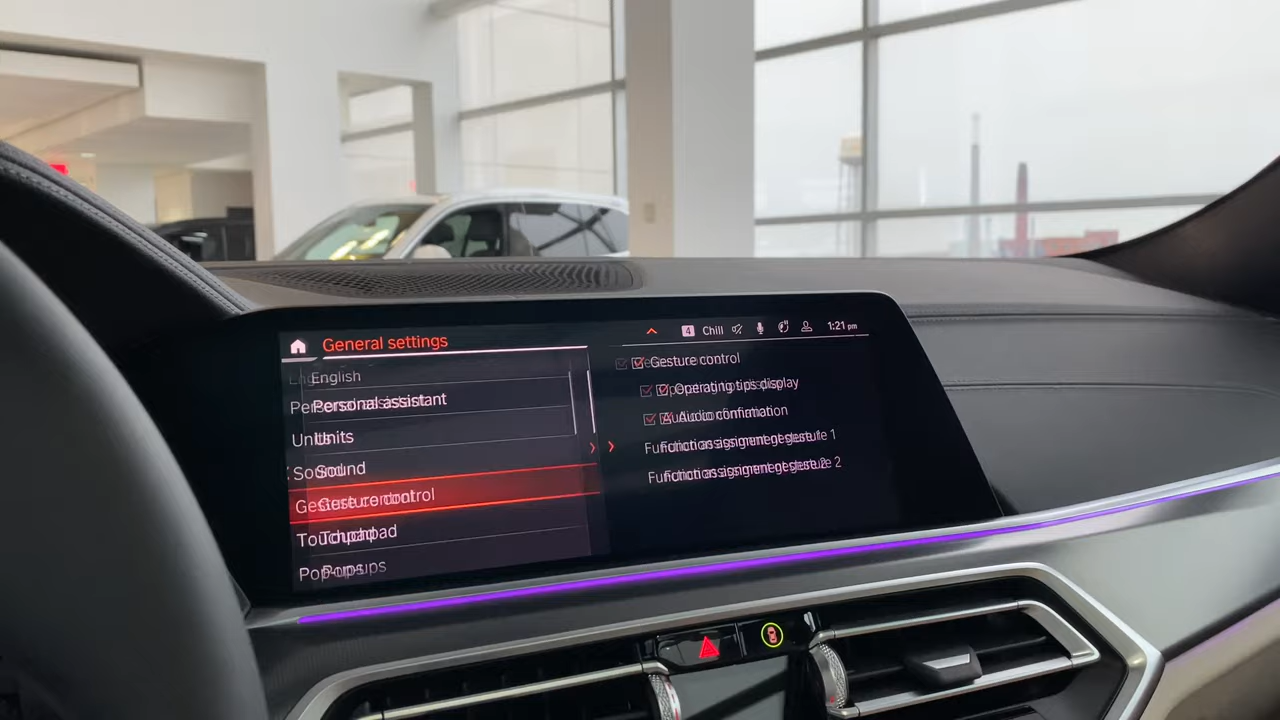 General settings
4 Chill 1:21 pm
English
Personal assistant
Units
Sound
Gesture control
Touchpad
Pop-ups
Gesture control
Operating tips display
Audio confirmation
Function assignment gesture 1
Function assignment gesture 2